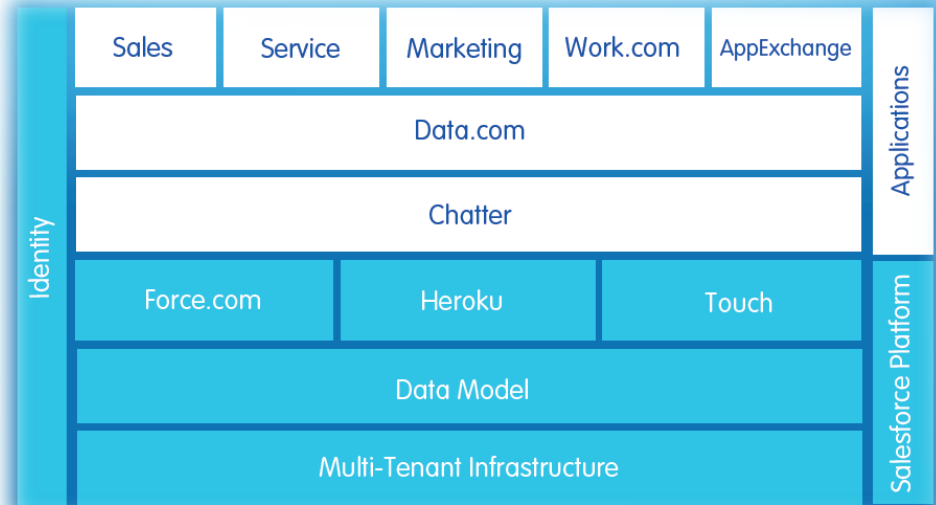 Sales
Service
Marketing
Work.com
AppExchange
Data.com
Chatter
Force.com
Heroku
Touch
Data Model
Multi-Tenant Infrastructure
Identity
Applications
Salesforce Platform